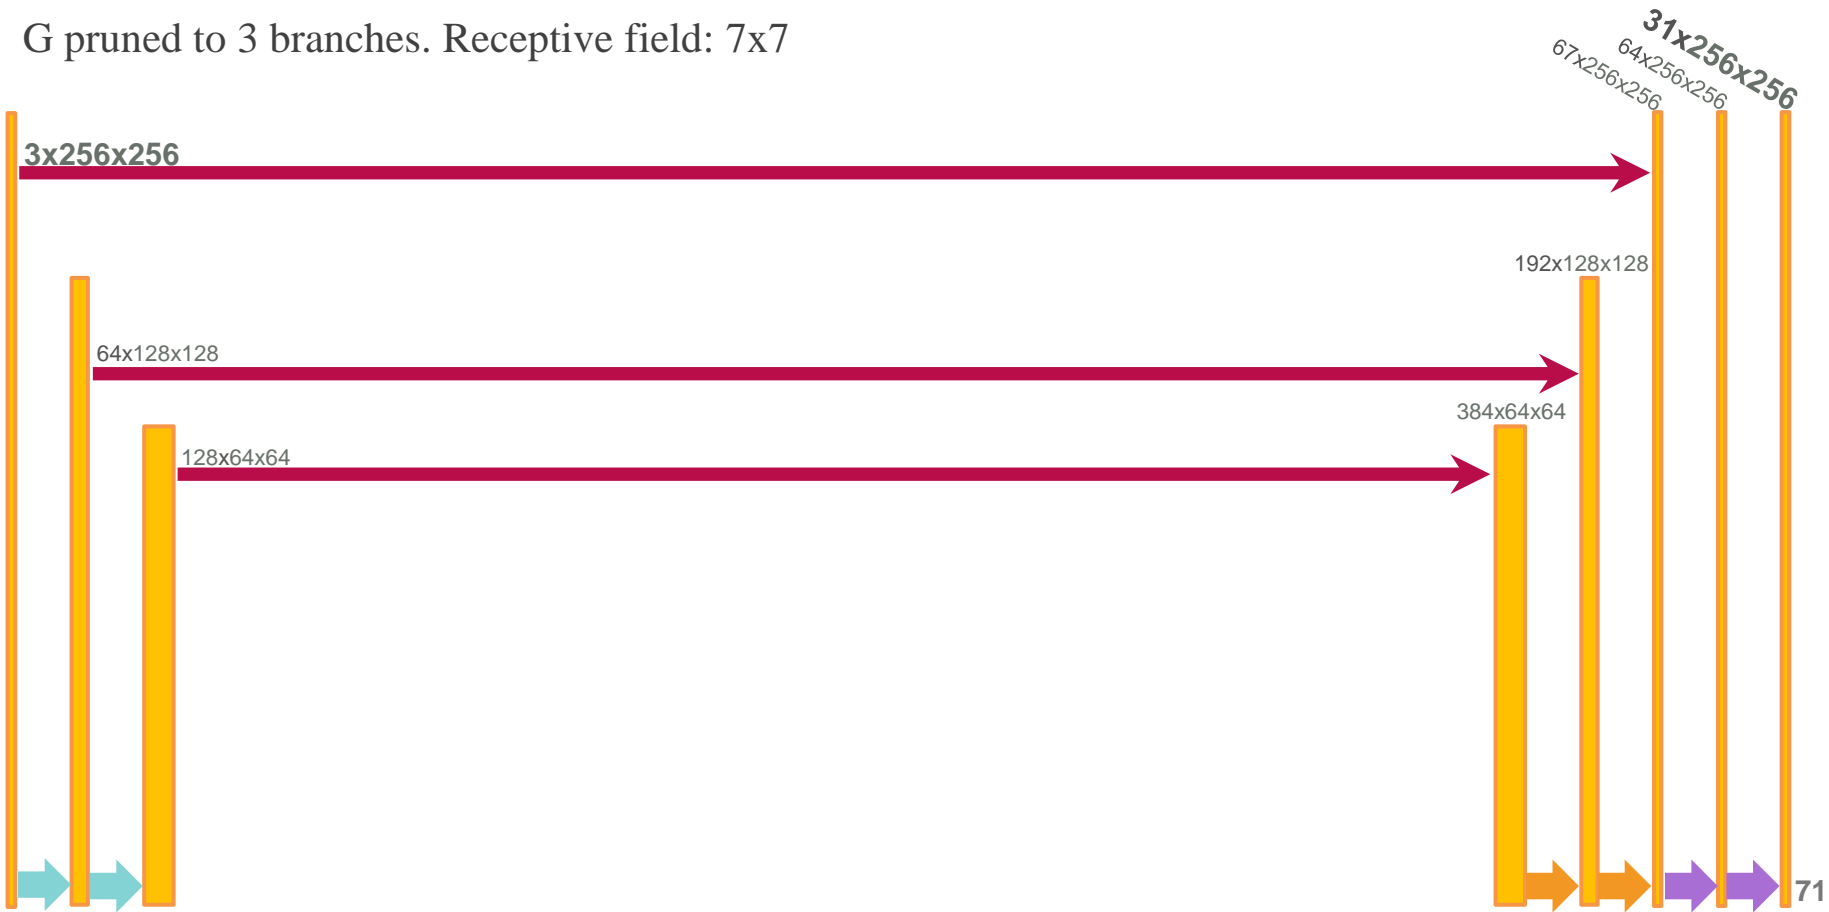 G pruned to 3 branches. Receptive field: 7x7
67x256x256
64x256x256
31x256x256
3x256x256
192x128x128
64x128x128
384x64x64
128x64x64
71